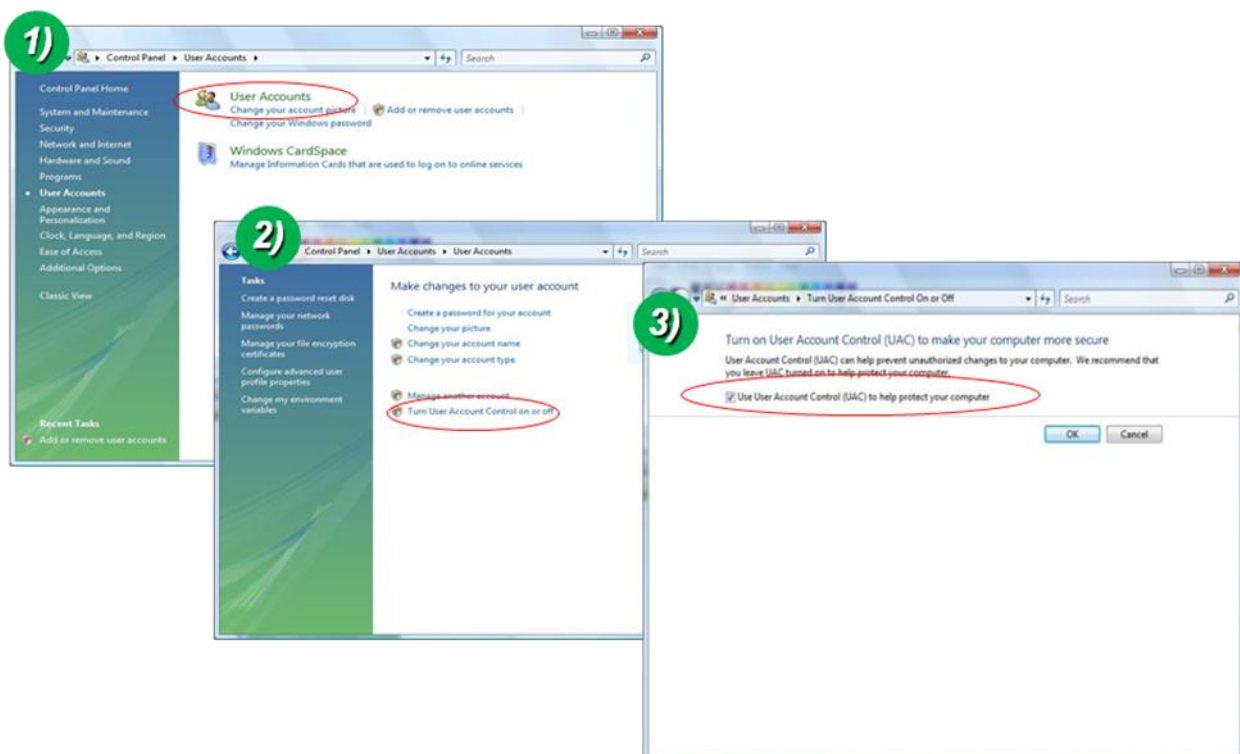 1)
Control Panel ▸ User Accounts ▸
Search
Control Panel Home
System and Maintenance
Security
Network and Internet
Hardware and Sound
Programs
User Accounts
Appearance and
Personalization
Clock, Language, and Region
Ease of Access
Additional Options
Classic View
Recent Tasks
Add or remove user accounts
User Accounts
Change your account picture
Add or remove user accounts
Change your Windows password
Windows CardSpace
Manage Information Cards that are used to log on to online services
2)
Control Panel ▸ User Accounts ▸ User Accounts
Search
Tasks
Create a password reset disk
Manage your network
passwords
Manage your file encryption
certificates
Configure advanced user
profile properties
Change my environment
variables
Make changes to your user account
Create a password for your account
Change your picture
Change your account name
Change your account type
Manage another account
Turn User Account Control on or off
3)
« User Accounts ▸ Turn User Account Control On or Off
Search
Turn on User Account Control (UAC) to make your computer more secure
User Account Control (UAC) can help prevent unauthorized changes to your computer. We recommend that
you leave UAC turned on to help protect your computer.
Use User Account Control (UAC) to help protect your computer
OK
Cancel